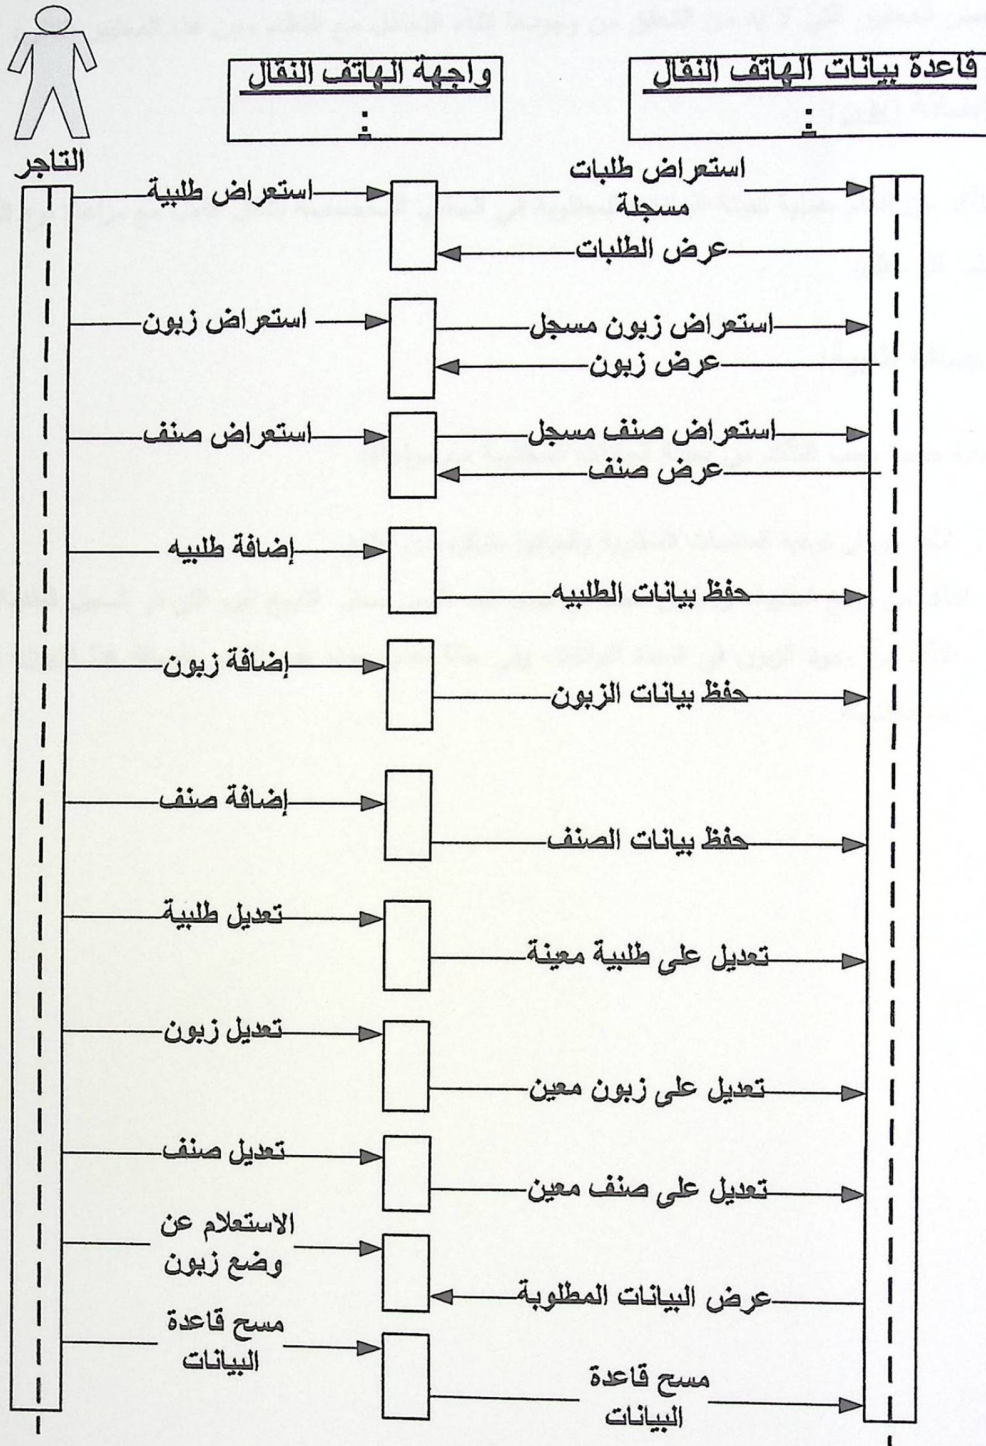 قاعدة بيانات الهاتف النقال
:
واجهة الهاتف النقال
:
التاجر
استعراض طلبية
استعراض طلبات
مسجلة
عرض الطلبات
استعراض زبون
استعراض زبون مسجل
عرض زبون
استعراض صنف
استعراض صنف مسجل
عرض صنف
إضافة طلبيه
حفظ بيانات الطلبيه
إضافة زبون
حفظ بيانات الزبون
إضافة صنف
حفظ بيانات الصنف
تعديل طلبية
تعديل على طلبية معينة
تعديل زبون
تعديل على زبون معين
تعديل صنف
تعديل على صنف معين
الاستعلام عن
وضع زبون
عرض البيانات المطلوبة
مسح قاعدة
البيانات
مسح قاعدة
البيانات